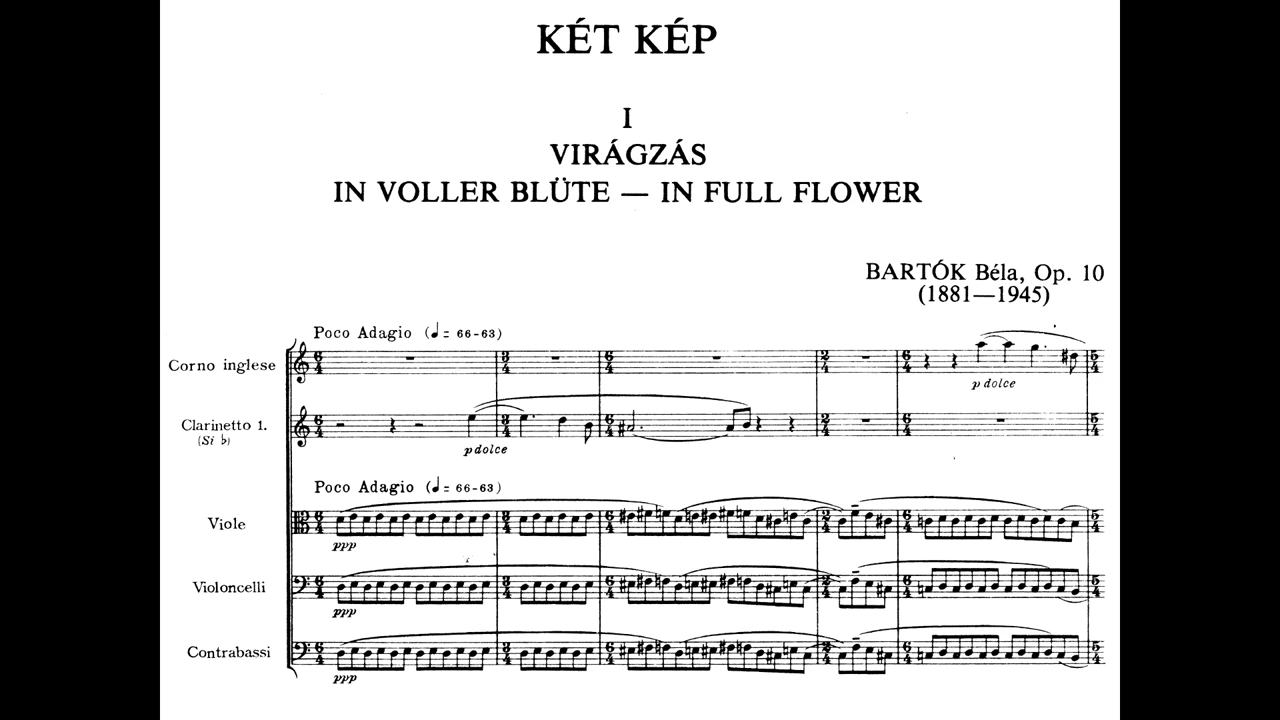 KÉT KÉP
I
VIRÁGZÁS
IN VOLLER BLÜTE — IN FULL FLOWER
BARTÓK Béla, Op. 10
(1881—1945)
Poco Adagio (♩= 66-63)
Corno inglese
p dolce
Clarinetto 1.
(Si ♭)
p dolce
Poco Adagio (♩= 66-63)
Viole
ppp
Violoncelli
ppp
Contrabassi
ppp